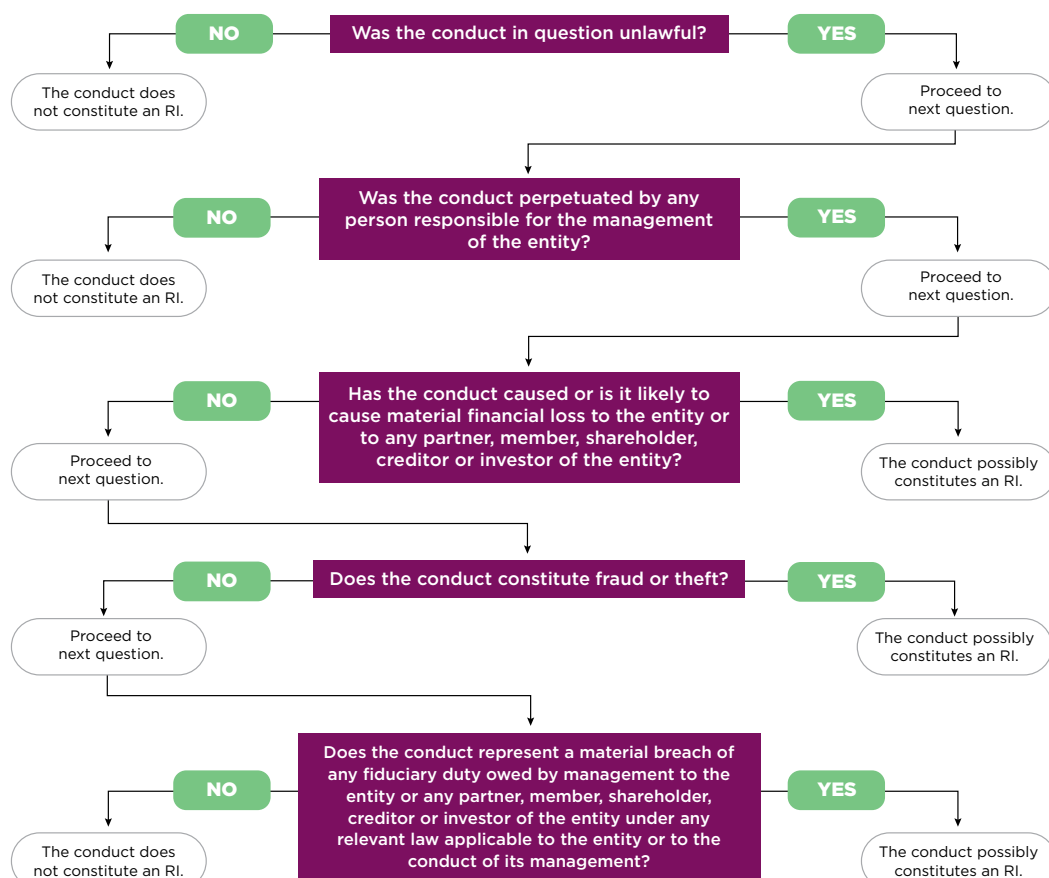 NO
Was the conduct in question unlawful?
YES
The conduct does
not constitute an RI.
Proceed to
next question.
NO
Was the conduct perpetuated by any
person responsible for the management
of the entity?
YES
The conduct does
not constitute an RI.
Proceed to
next question.
NO
Has the conduct caused or is it likely to
cause material financial loss to the entity or
to any partner, member, shareholder,
creditor or investor of the entity?
YES
Proceed to
next question.
The conduct possibly
constitutes an RI.
NO
Does the conduct constitute fraud or theft?
YES
Proceed to
next question.
The conduct possibly
constitutes an RI.
NO
Does the conduct represent a material breach of
any fiduciary duty owed by management to the
entity or any partner, member, shareholder,
creditor or investor of the entity under any
relevant law applicable to the entity or to the
conduct of its management?
YES
The conduct does
not constitute an RI.
The conduct possibly
constitutes an RI.